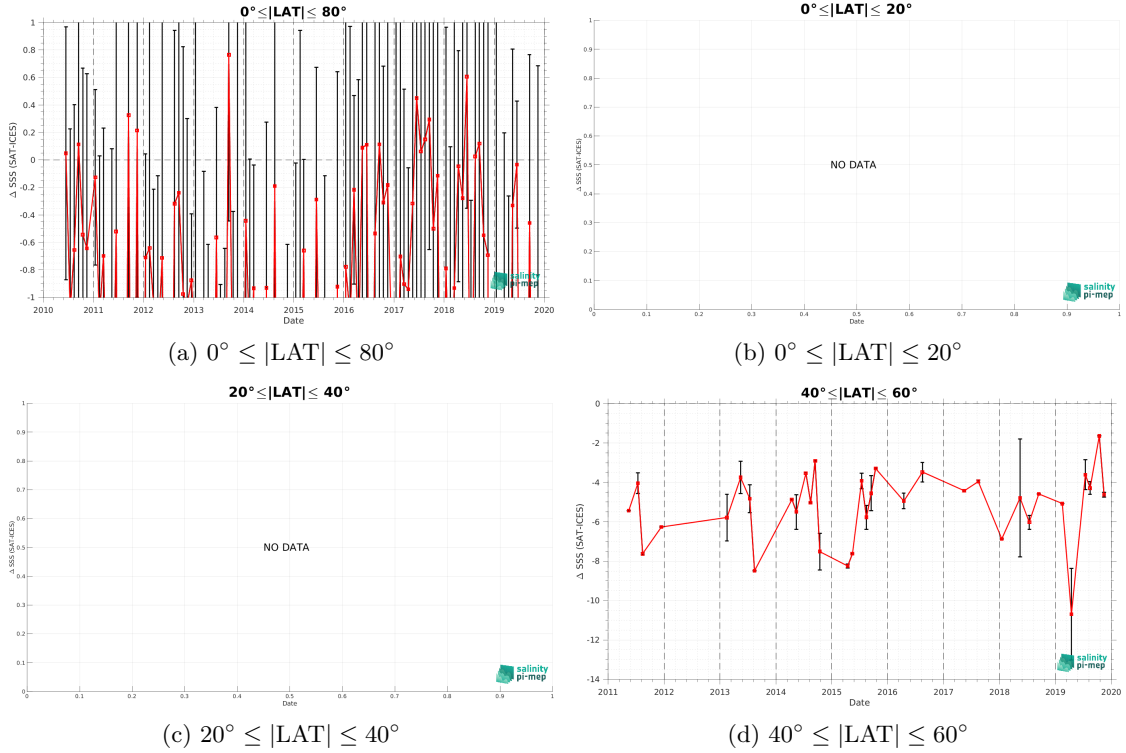 0°≤|LAT|≤ 80°
Δ SSS (SAT-ICES)
1
0.8
0.6
0.4
0.2
0
-0.2
-0.4
-0.6
-0.8
-1
2010 2011 2012 2013 2014 2015 2016 2017 2018 2019 2020
Date
salinity
pi-mep
(a) 0° ≤ |LAT| ≤ 80°
0°≤|LAT|≤ 20°
Δ SSS (SAT-ICES)
1
0.9
0.8
0.7
0.6
0.5
0.4
0.3
0.2
0.1
0
NO DATA
0 0.1 0.2 0.3 0.4 0.5 0.6 0.7 0.8 0.9 1
Date
salinity
pi-mep
(b) 0° ≤ |LAT| ≤ 20°
20°≤|LAT|≤ 40°
Δ SSS (SAT-ICES)
1
0.9
0.8
0.7
0.6
0.5
0.4
0.3
0.2
0.1
0
NO DATA
0 0.1 0.2 0.3 0.4 0.5 0.6 0.7 0.8 0.9 1
Date
salinity
pi-mep
(c) 20° ≤ |LAT| ≤ 40°
40°≤|LAT|≤ 60°
Δ SSS (SAT-ICES)
0
-2
-4
-6
-8
-10
-12
-14
2011 2012 2013 2014 2015 2016 2017 2018 2019 2020
Date
salinity
pi-mep
(d) 40° ≤ |LAT| ≤ 60°